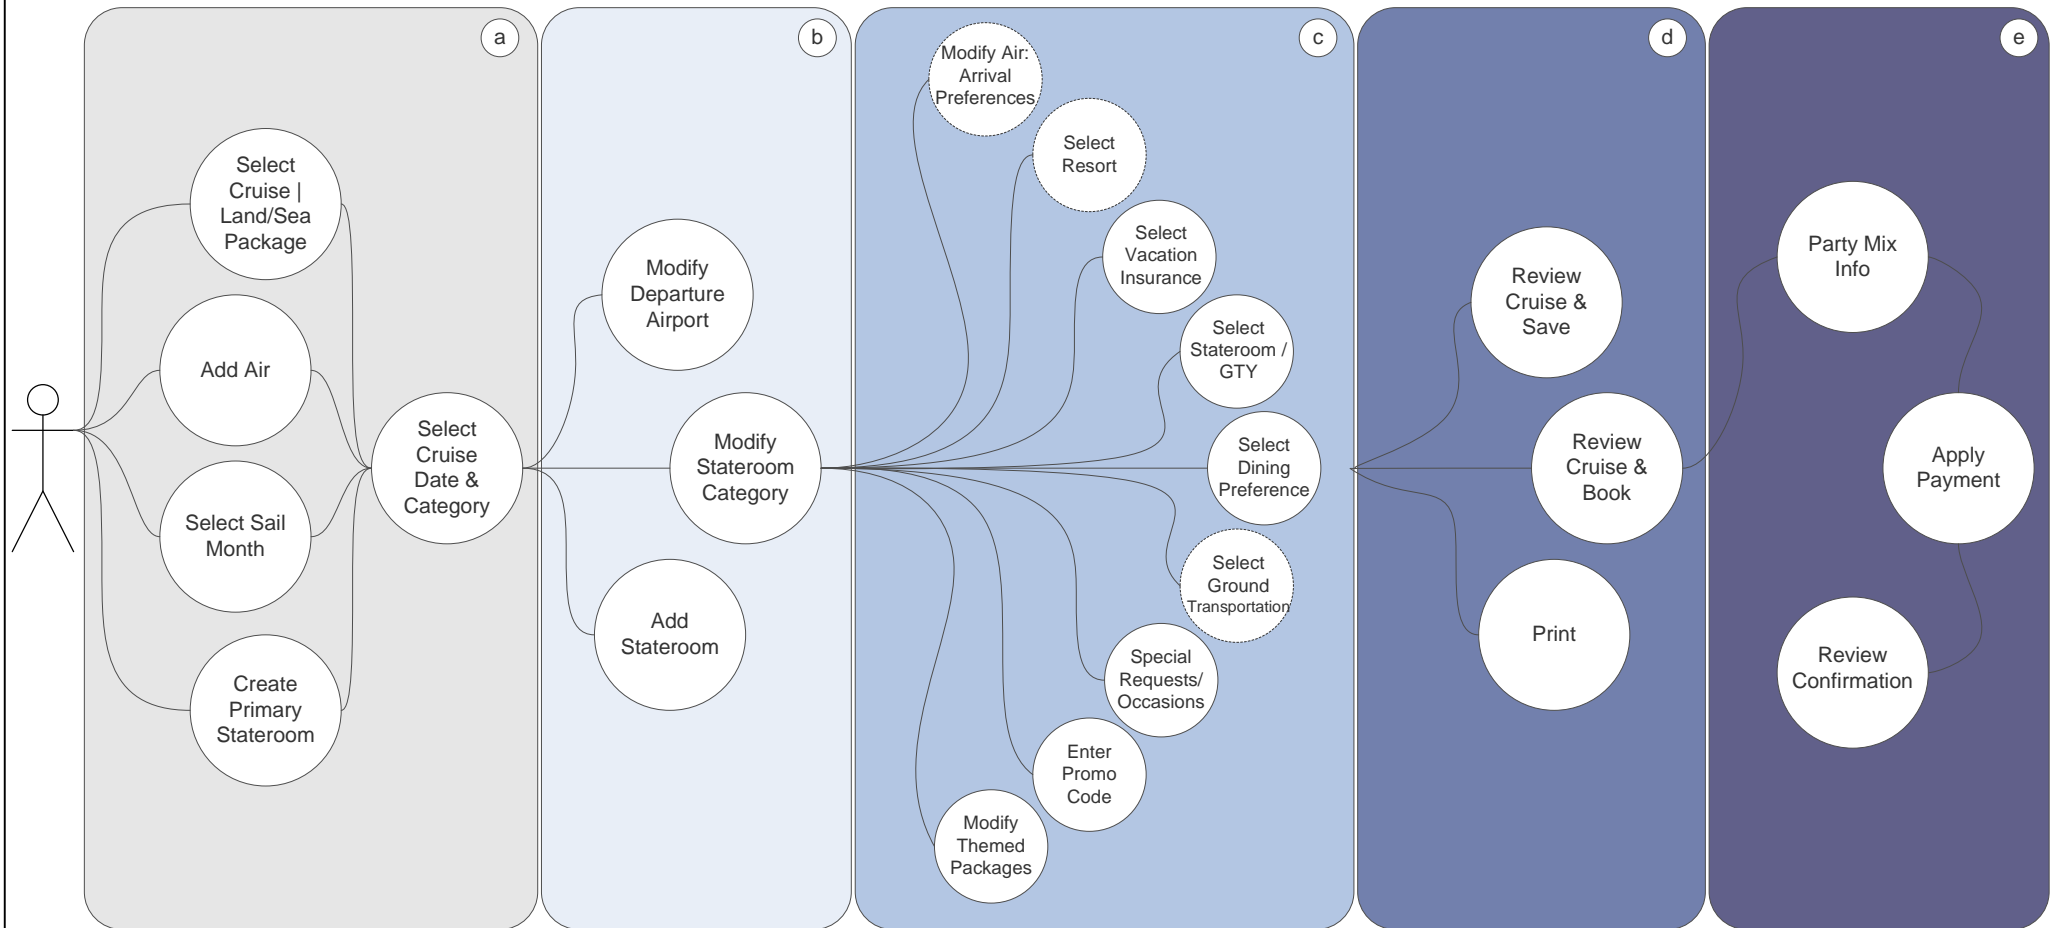 a
Select
Cruise |
Land/Sea
Package
Add Air
Select Sail
Month
Create
Primary
Stateroom
Select
Cruise
Date &
Category
b
Modify
Departure
Airport
Modify
Stateroom
Category
Add
Stateroom
c
Modify Air:
Arrival
Preferences
Select
Resort
Select
Vacation
Insurance
Select
Stateroom /
GTY
Select
Dining
Preference
Select
Ground
Transportation
Special
Requests/
Occasions
Enter
Promo
Code
Modify
Themed
Packages
d
Review
Cruise &
Save
Review
Cruise &
Book
Print
e
Party Mix
Info
Apply
Payment
Review
Confirmation